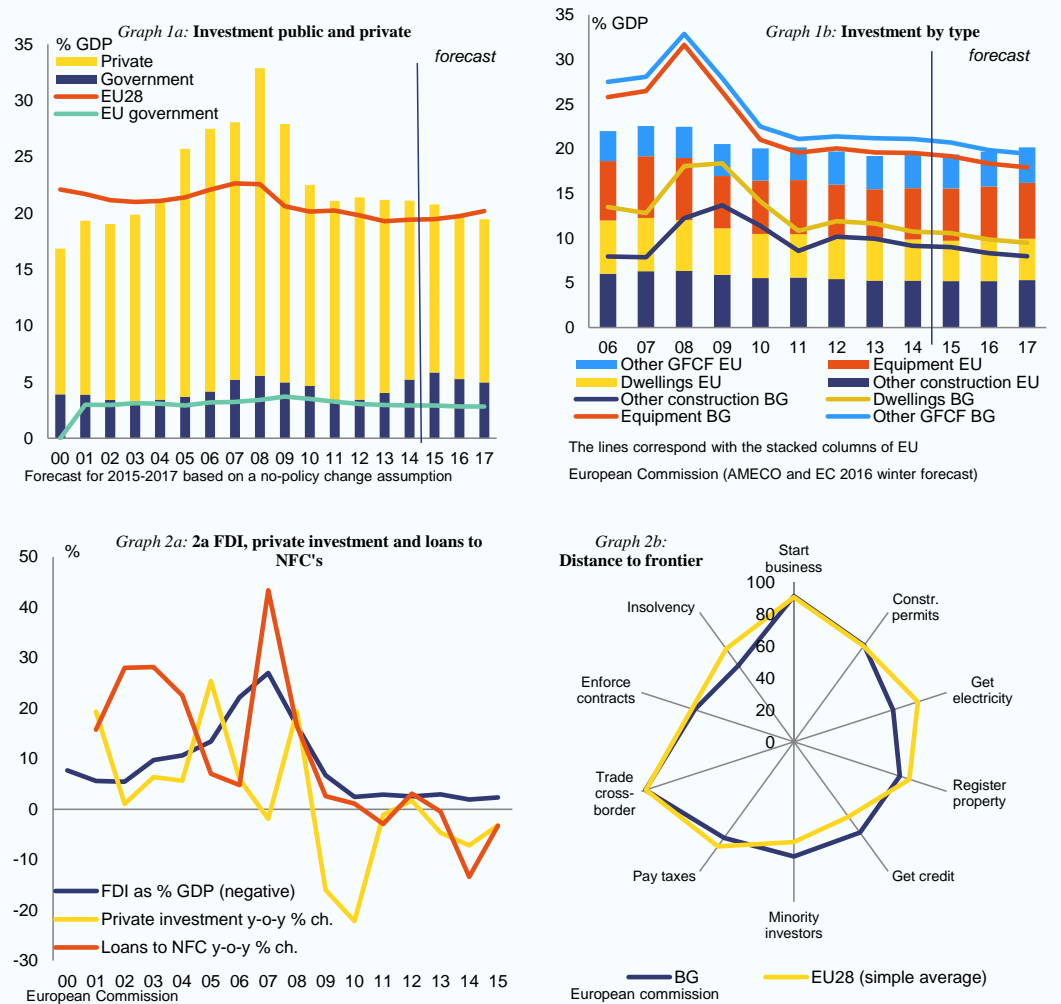 Graph 1a: Investment public and private
% GDP
Private
Government
EU28
EU government
forecast
35
30
25
20
15
10
5
0
00 01 02 03 04 05 06 07 08 09 10 11 12 13 14 15 16 17
Forecast for 2015-2017 based on a no-policy change assumption
Graph 1b: Investment by type
% GDP
forecast
35
30
25
20
15
10
5
0
06 07 08 09 10 11 12 13 14 15 16 17
Other GFCF EU
Equipment EU
Dwellings EU
Other construction EU
Other construction BG
Dwellings BG
Equipment BG
Other GFCF BG
The lines correspond with the stacked columns of EU
European Commission (AMECO and EC 2016 winter forecast)
Graph 2a: 2a FDI, private investment and loans to
NFC's
%
50
40
30
20
10
0
-10
-20
-30
FDI as % GDP (negative)
Private investment y-o-y % ch.
Loans to NFC y-o-y % ch.
00 01 02 03 04 05 06 07 08 09 10 11 12 13 14 15
European Commission
Graph 2b:
Distance to frontier
Start
business
Constr.
permits
Get
electricity
Register
property
Get credit
Minority
investors
Pay taxes
Trade
cross-
border
Enforce
contracts
Insolvency
100
80
60
40
20
0
BG
EU28 (simple average)
European commission